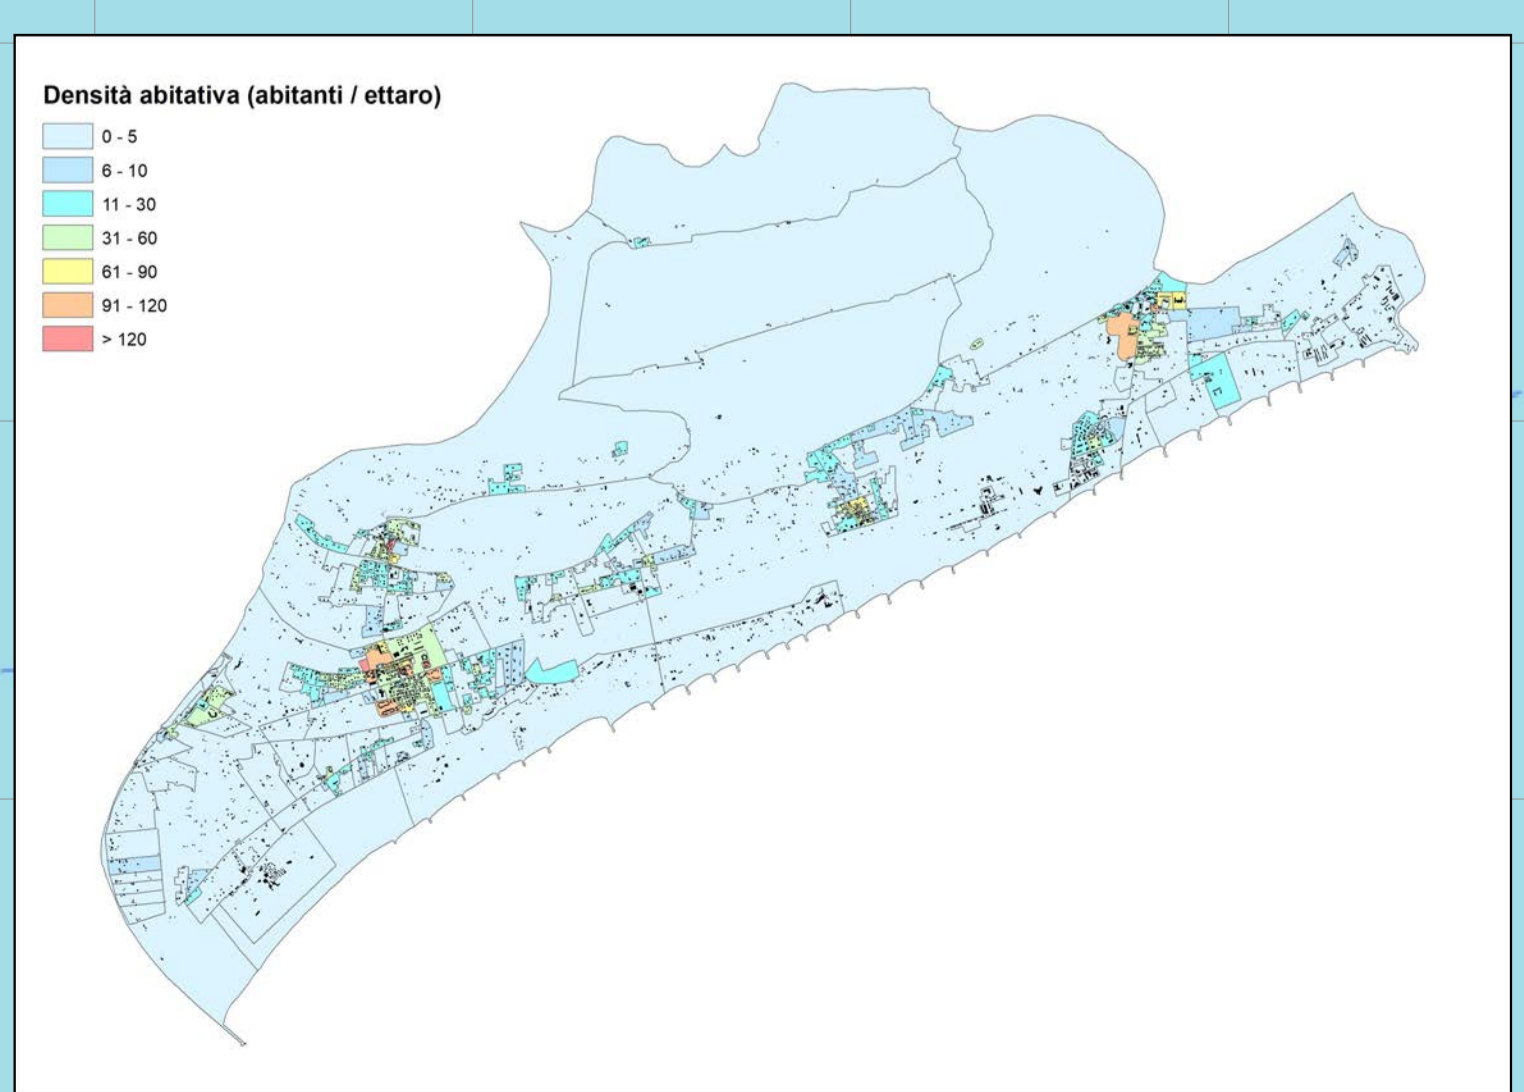 Densità abitativa (abitanti / ettaro)
0 - 5
6 - 10
11 - 30
31 - 60
61 - 90
91 - 120
> 120